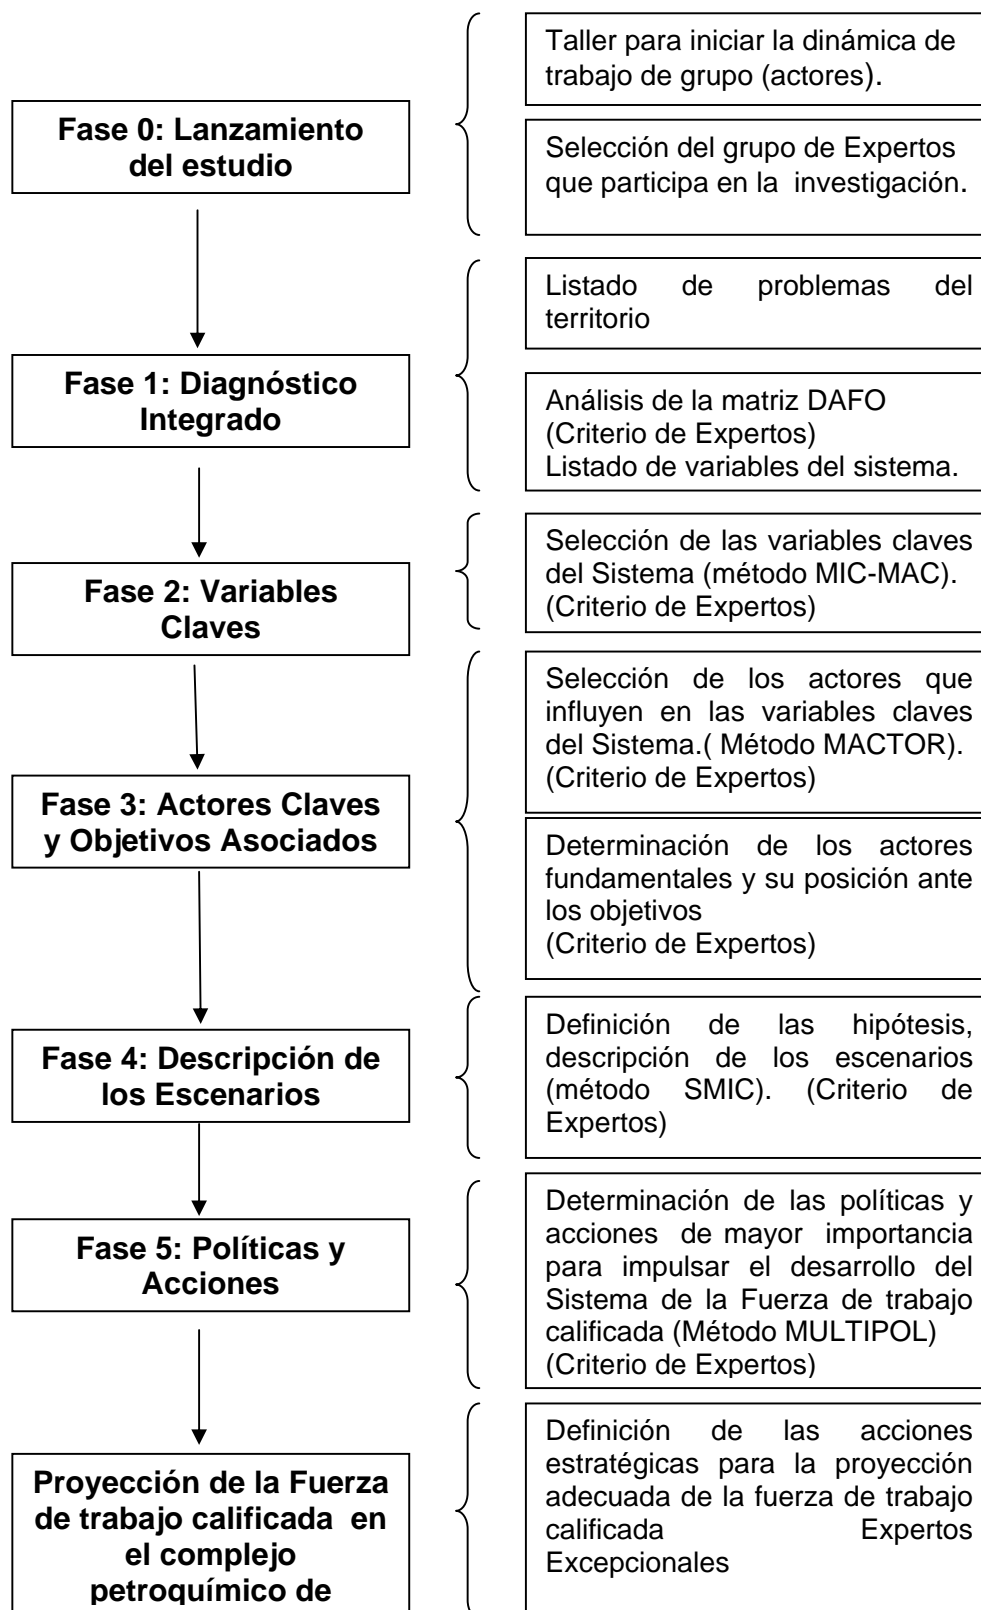 Taller para iniciar la dinámica de
trabajo de grupo (actores).
Fase 0: Lanzamiento
del estudio
Selección del grupo de Expertos
que participa en la investigación.
Listado de problemas del
territorio
Fase 1: Diagnóstico
Integrado
Análisis de la matriz DAFO
(Criterio de Expertos)
Listado de variables del sistema.
Fase 2: Variables
Claves
Selección de las variables claves
del Sistema (método MIC-MAC).
(Criterio de Expertos)
Selección de los actores que
influyen en las variables claves
del Sistema.( Método MACTOR).
(Criterio de Expertos)
Fase 3: Actores Claves
y Objetivos Asociados
Determinación de los actores
fundamentales y su posición ante
los objetivos
(Criterio de Expertos)
Fase 4: Descripción de
los Escenarios
Definición de las hipótesis,
descripción de los escenarios
(método SMIC). (Criterio de
Expertos)
Fase 5: Políticas y
Acciones
Determinación de las políticas y
acciones de mayor importancia
para impulsar el desarrollo del
Sistema de la Fuerza de trabajo
calificada (Método MULTIPOL)
(Criterio de Expertos)
Proyección de la Fuerza
de trabajo calificada en
el complejo
petroquímico de
Definición de las acciones
estratégicas para la proyección
adecuada de la fuerza de trabajo
calificada Expertos
Excepcionales